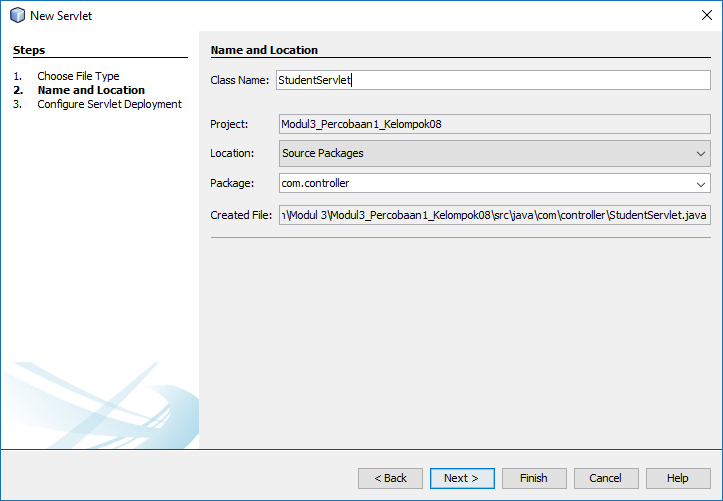 New Servlet
Steps
1. Choose File Type
2. Name and Location
3. Configure Servlet Deployment
Name and Location
Class Name: StudentServlet
Project: Modul3_Percobaan1_Kelompok08
Location: Source Packages
Package: com.controller
Created File: \Modul 3\Modul3_Percobaan1_Kelompok08\src\java\com\controller\StudentServlet.java
< Back Next > Finish Cancel Help